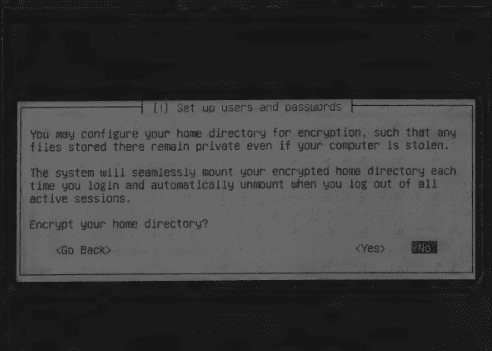 [!] Set up users and passwords
You may configure your home directory for encryption, such that any
files stored there remain private even if your computer is stolen.
The system will seamlessly mount your encrypted home directory each
time you login and automatically unmount when you log out of all
active sessions.
Encrypt your home directory?
<Go Back> <Yes> <No>